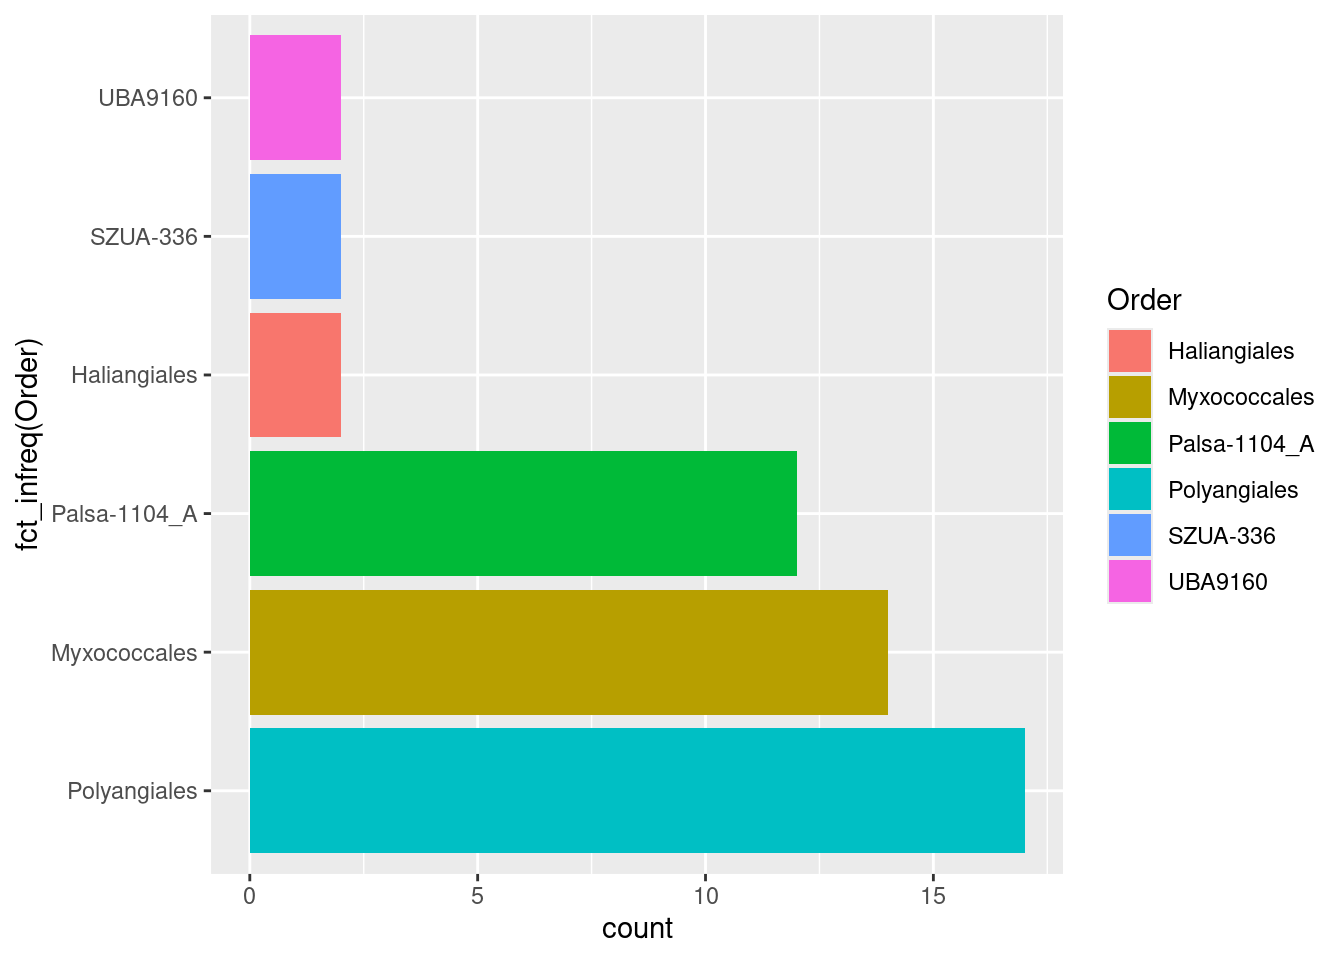 fct_infreq(Order)
UBA9160
SZUA-336
Haliangiales
Palsa-1104_A
Myxococcales
Polyangiales
0 5 10 15
count
Order
Haliangiales
Myxococcales
Palsa-1104_A
Polyangiales
SZUA-336
UBA9160